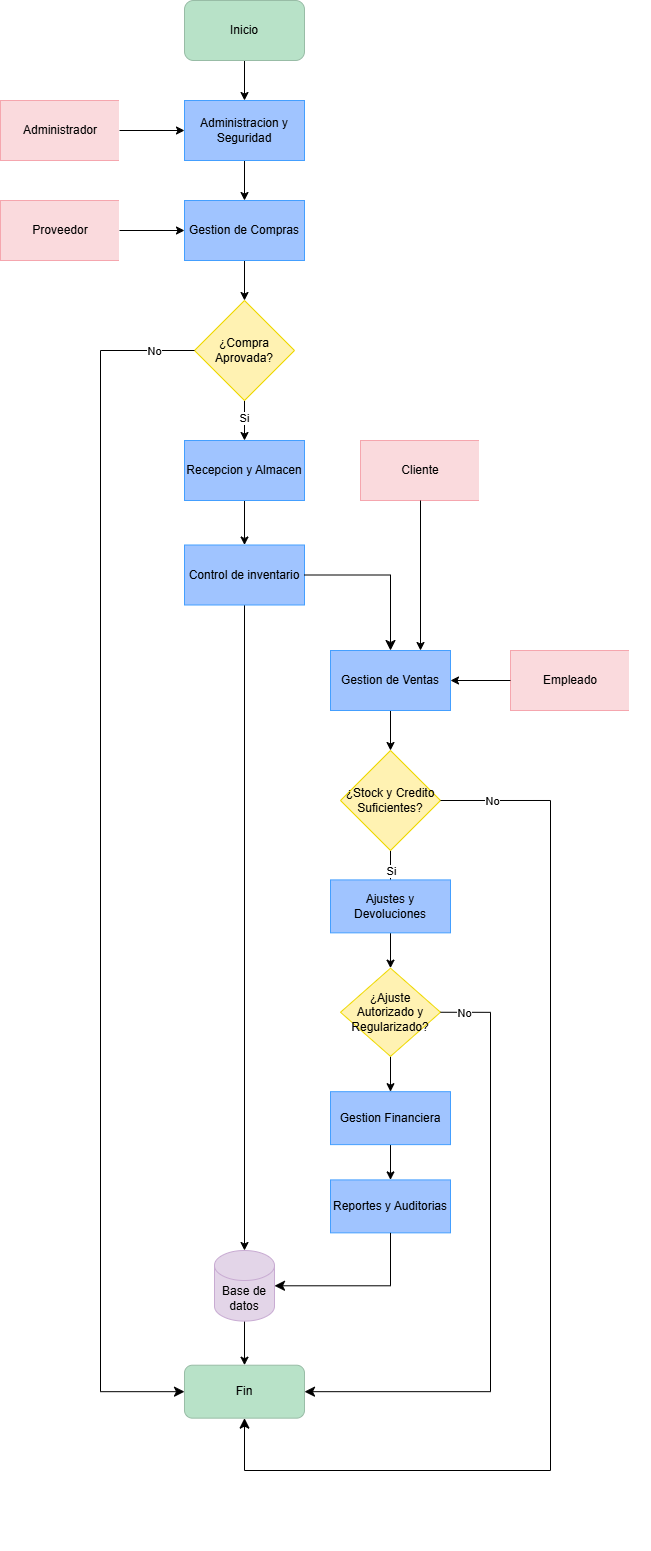 Inicio
Administrador
Administracion y
Seguridad
Proveedor
Gestion de Compras
¿Compra
Aprovada?
No
Si
Recepcion y Almacen
Cliente
Control de inventario
Gestion de Ventas
Empleado
¿Stock y Credito
Suficientes?
No
Si
Ajustes y
Devoluciones
¿Ajuste
Autorizado y
Regularizado?
No
Gestion Financiera
Reportes y Auditorias
Base de
datos
Fin